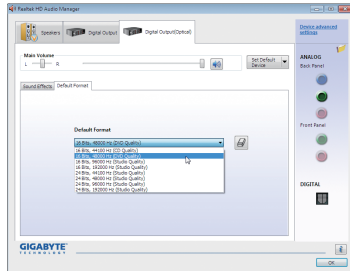 Realtek HD Audio Manager
Speakers
Digital Output
Digital Output(Optical)
Device advanced
settings
Main Volume
L
R
Set Default
Device
ANALOG
Back Panel
Sound Effects
Default Format
Default Format
16 Bits, 48000 Hz (DVD Quality)
16 Bits, 44100 Hz (CD Quality)
16 Bits, 48000 Hz (DVD Quality)
16 Bits, 96000 Hz (Studio Quality)
16 Bits, 192000 Hz (Studio Quality)
24 Bits, 44100 Hz (Studio Quality)
24 Bits, 48000 Hz (Studio Quality)
24 Bits, 96000 Hz (Studio Quality)
24 Bits, 192000 Hz (Studio Quality)
Front Panel
DIGITAL
GIGABYTE
TECHNOLOGY
OK